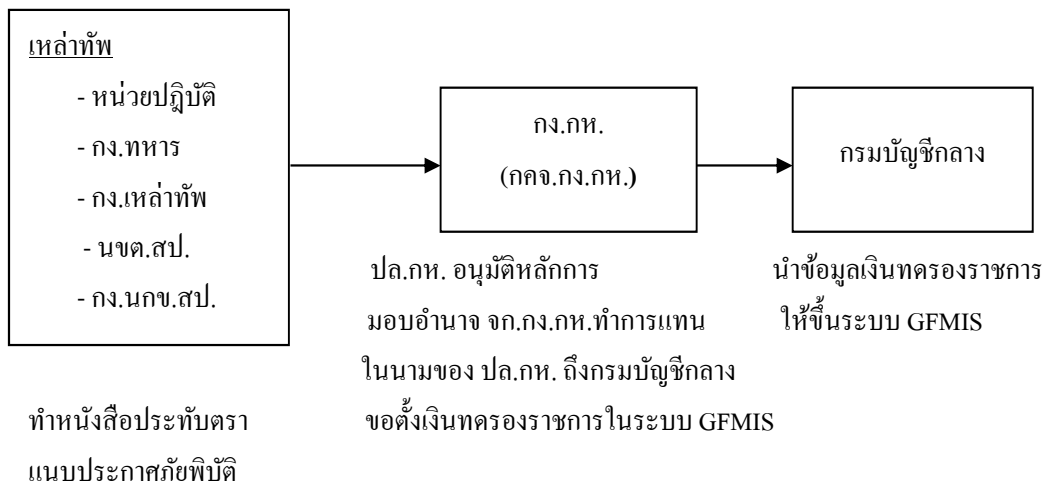 เหล่าทัพ
- หน่วยปฎิบัติ
- กง.ทหาร
- กง.เหล่าทัพ
- นขต.สป.
- กง.นกข.สป.
ทำหนังสือประทับตรา
แนบประกาศภัยพิบัติ
กง.กห.
(กคจ.กง.กห.)
ปล.กห. อนุมัติหลักการ
มอบอำนาจ จก.กง.กห.ทำการแทน
ในนามของ ปล.กห. ถึงกรมบัญชีกลาง
ขอตั้งเงินทดรองราชการในระบบ GFMIS
กรมบัญชีกลาง
นำข้อมูลเงินทดรองราชการ
ให้ขึ้นระบบ GFMIS